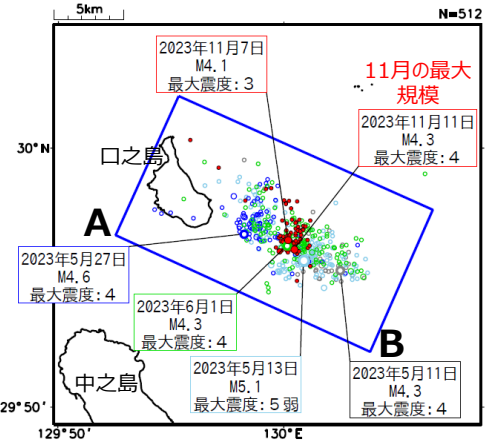 5km
N=512
2023年11月7日
M4.1
最大震度:3
11月の最大
規模
2023年11月11日
M4.3
最大震度:4
30°N
口之島
A
2023年5月27日
M4.6
最大震度:4
2023年6月1日
M4.3
最大震度:4
B
2023年5月13日
M5.1
最大震度:5弱
2023年5月11日
M4.3
最大震度:4
中之島
29°50'
129°50'
130°E